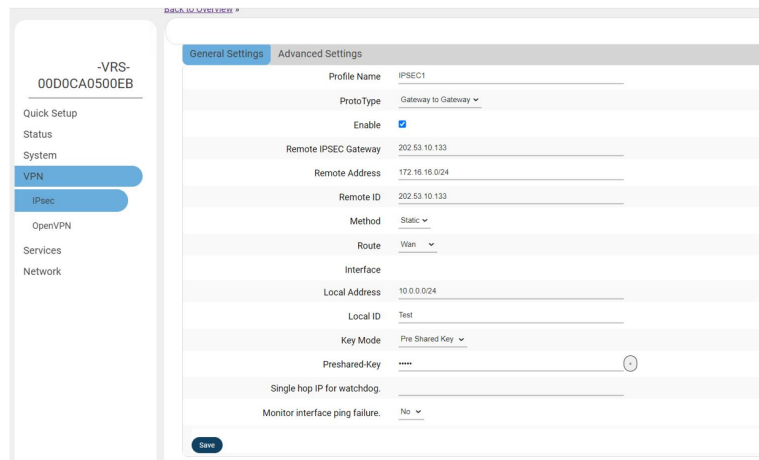 Back to Overview »
-VRS-
00D0CA0500EB
Quick Setup
Status
System
VPN
IPsec
OpenVPN
Services
Network
General Settings Advanced Settings
Profile Name IPSEC1
ProtoType Gateway to Gateway
Enable
Remote IPSEC Gateway 202.53.10.133
Remote Address 172.16.16.0/24
Remote ID 202.53.10.133
Method Static
Route Wan
Interface
Local Address 10.0.0.0/24
Local ID Test
Key Mode Pre Shared Key
Preshared-Key •••••
Single hop IP for watchdog.
Monitor interface ping failure. No
Save